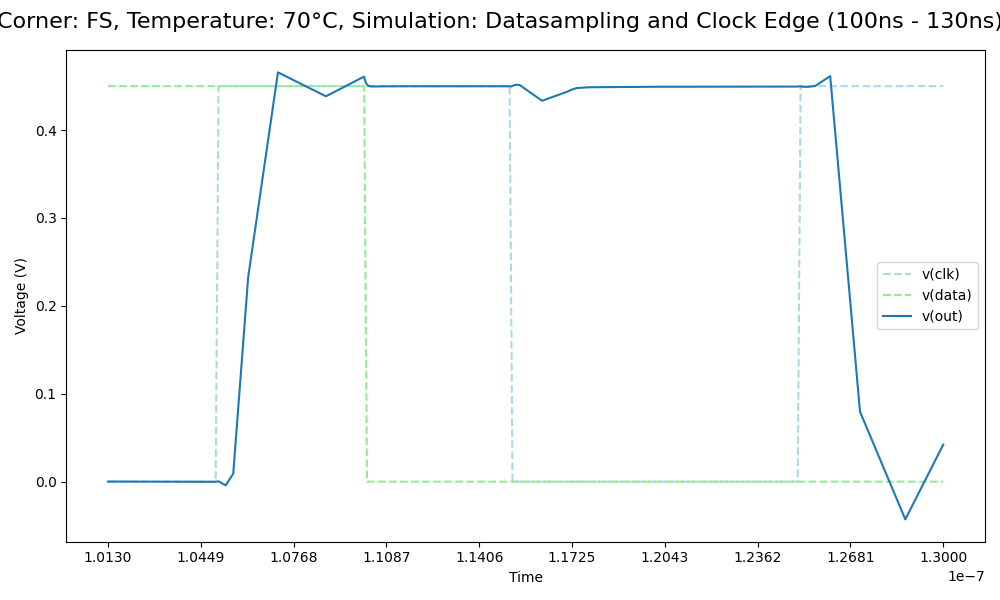 Corner: FS, Temperature: 70°C, Simulation: Datasampling and Clock Edge (100ns - 130ns)
Voltage (V)
0.4
0.3
0.2
0.1
0.0
v(clk)
v(data)
v(out)
1.0130 1.0449 1.0768 1.1087 1.1406 1.1725 1.2043 1.2362 1.2681 1.3000
1e−7
Time